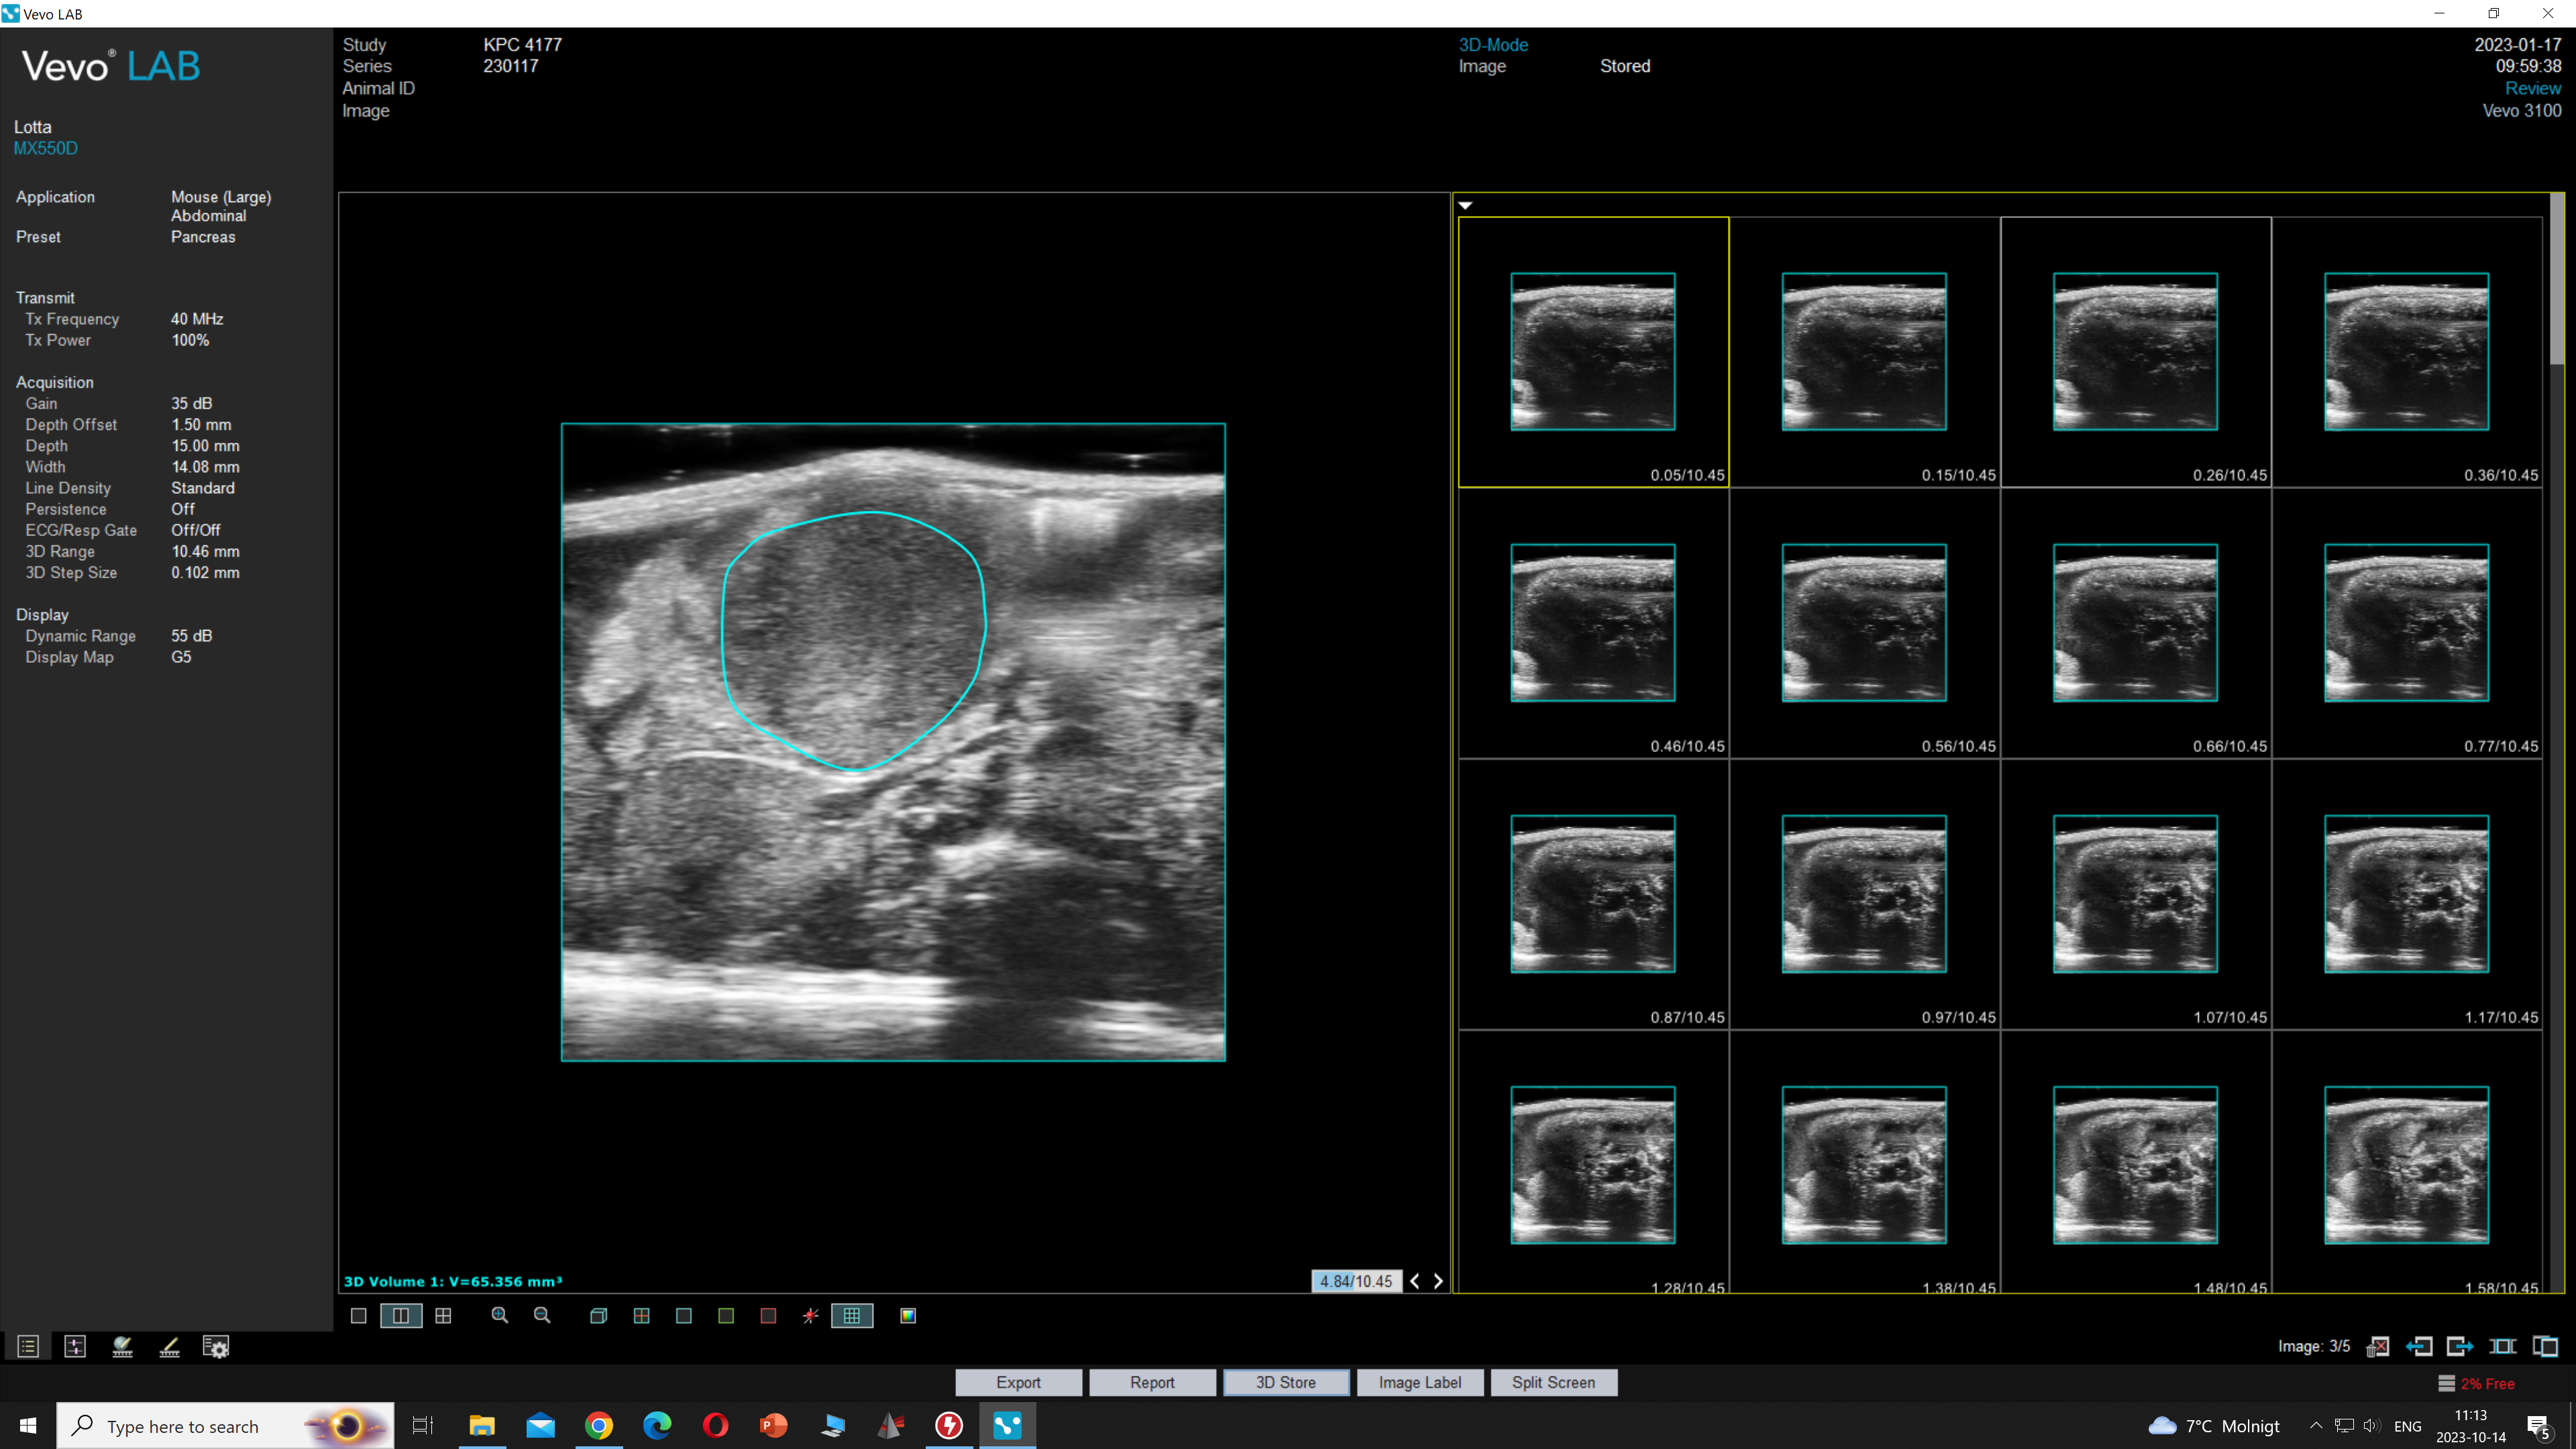 Vevo LAB
Vevo® LAB
Study KPC 4177
Series 230117
Animal ID
Image
3D-Mode
Image Stored
2023-01-17
09:59:38
Review
Vevo 3100
Lotta
MX550D
Application Mouse (Large)
Abdominal
Preset Pancreas
Transmit
Tx Frequency 40 MHz
Tx Power 100%
Acquisition
Gain 35 dB
Depth Offset 1.50 mm
Depth 15.00 mm
Width 14.08 mm
Line Density Standard
Persistence Off
ECG/Resp Gate Off/Off
3D Range 10.46 mm
3D Step Size 0.102 mm
Display
Dynamic Range 55 dB
Display Map G5
0.05/10.45 0.15/10.45 0.26/10.45 0.36/10.45
0.46/10.45 0.56/10.45 0.66/10.45 0.77/10.45
0.87/10.45 0.97/10.45 1.07/10.45 1.17/10.45
1.28/10.45 1.38/10.45 1.48/10.45 1.58/10.45
3D Volume 1: V=65.356 mm³
4.84/10.45
Image: 3/5
Export Report 3D Store Image Label Split Screen
2% Free
Type here to search
P
7°C Molnigt
ENG
11:13
2023-10-14
5